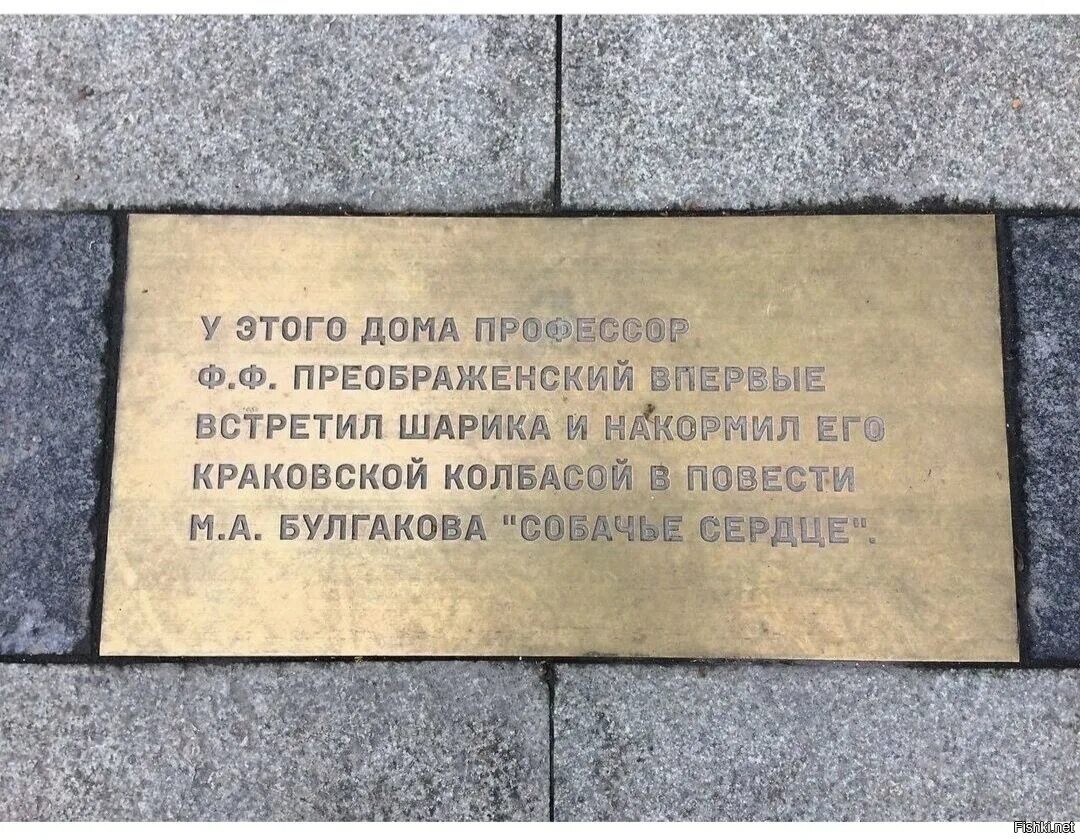 У ЭТОГО ДОМА ПРОФЕССОР
Ф.Ф. ПРЕОБРАЖЕНСКИЙ ВПЕРВЫЕ
ВСТРЕТИЛ ШАРИКА И НАКОРМИЛ ЕГО
КРАКОВСКОЙ КОЛБАСОЙ В ПОВЕСТИ
М.А. БУЛГАКОВА "СОБАЧЬЕ СЕРДЦЕ".
Fishki.net